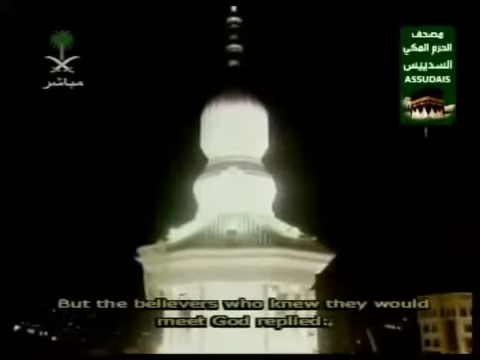 مباشر
مصحف
الحرم المكي
السديس
ASSUDAIS
But the believers who knew they would
meet God replied:.